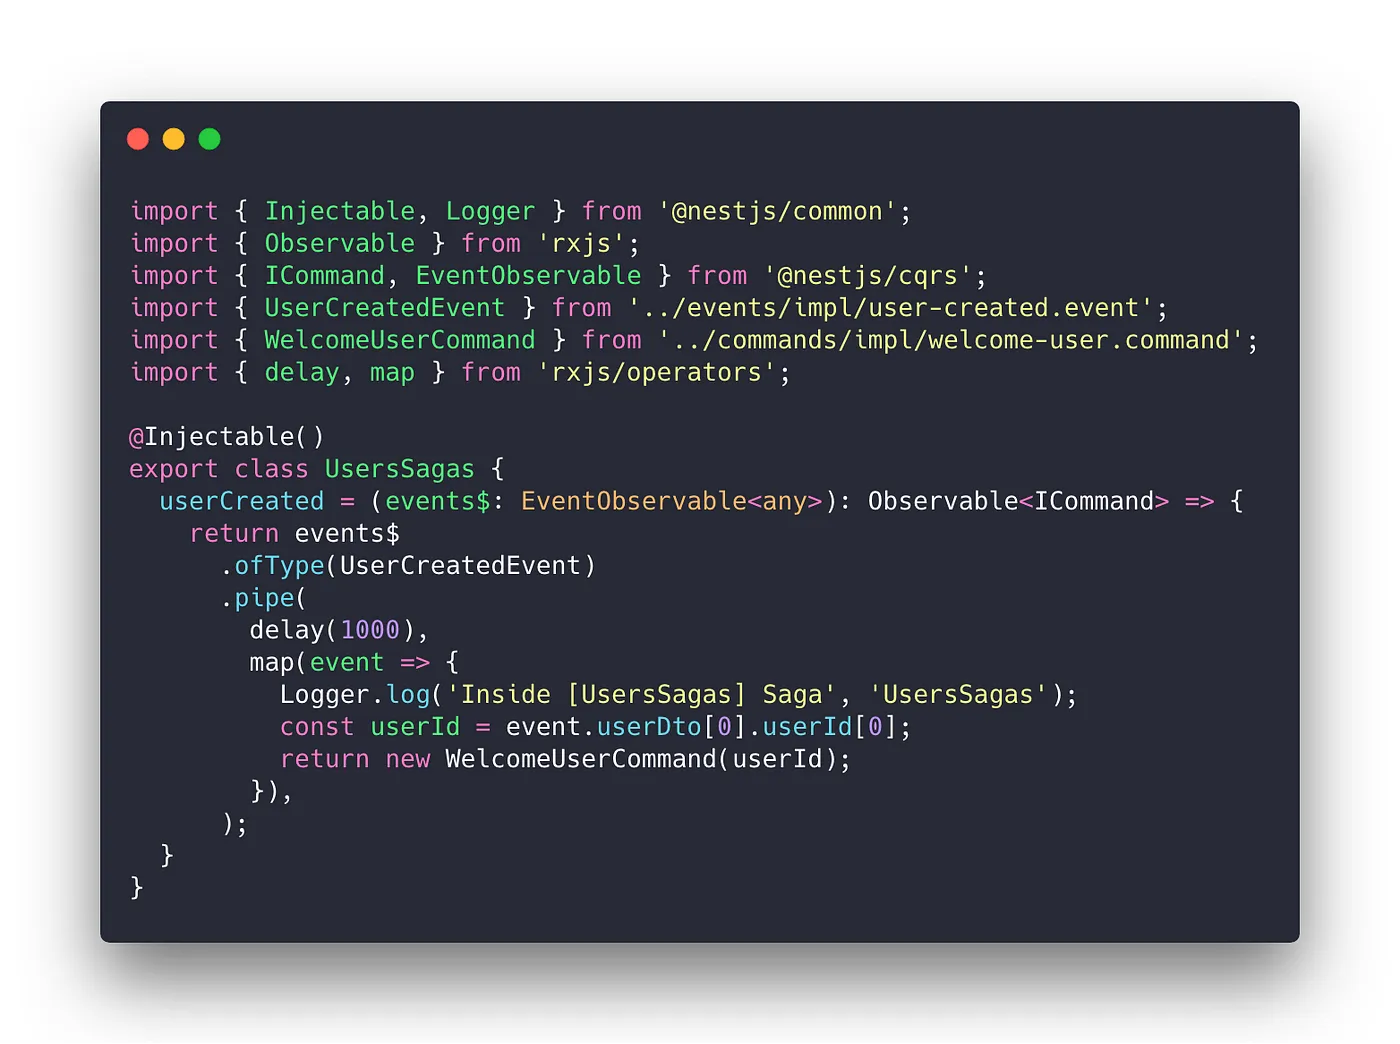 import { Injectable, Logger } from '@nestjs/common';
import { Observable } from 'rxjs';
import { ICommand, EventObservable } from '@nestjs/cqrs';
import { UserCreatedEvent } from '../events/impl/user-created.event';
import { WelcomeUserCommand } from '../commands/impl/welcome-user.command';
import { delay, map } from 'rxjs/operators';

@Injectable()
export class UsersSagas {
  userCreated = (events$: EventObservable<any>): Observable<ICommand> => {
    return events$
      .ofType(UserCreatedEvent)
      .pipe(
        delay(1000),
        map(event => {
          Logger.log('Inside [UsersSagas] Saga', 'UsersSagas');
          const userId = event.userDto[0].userId[0];
          return new WelcomeUserCommand(userId);
        }),
      );
  }
}